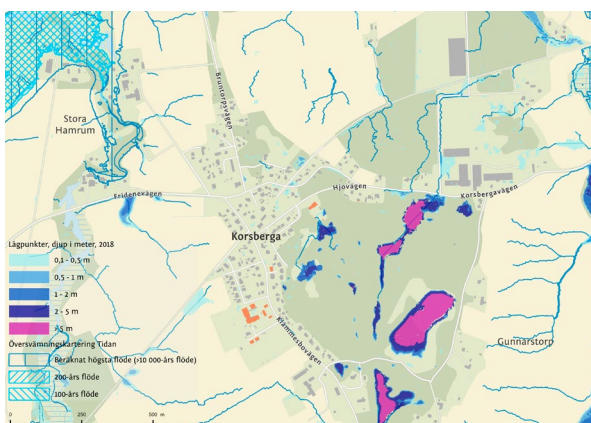 Bruntorpsvägen
Stora
Hamrum
Hjovägen
Korsbergavägen
Fridenevägen
Korsberga
Lågpunkter, djup i meter, 2018
0,1 - 0,5 m
0,5 - 1 m
1 - 2 m
2 - 5 m
> 5 m
Klämmesbovägen
Gunnarstorp
Översvämningskartering Tidan
Beräknat högsta flöde (>10 000-års flöde)
200-års flöde
100-års flöde
0
250
500 m